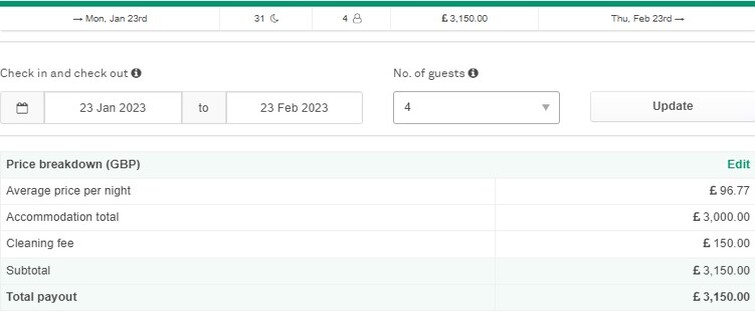 → Mon, Jan 23rd 31 4 £ 3,150.00 Thu, Feb 23rd →
Check in and check out No. of guests
23 Jan 2023 to 23 Feb 2023 4 Update
Price breakdown (GBP) Edit
Average price per night £ 96.77
Accommodation total £ 3,000.00
Cleaning fee £ 150.00
Subtotal £ 3,150.00
Total payout £ 3,150.00